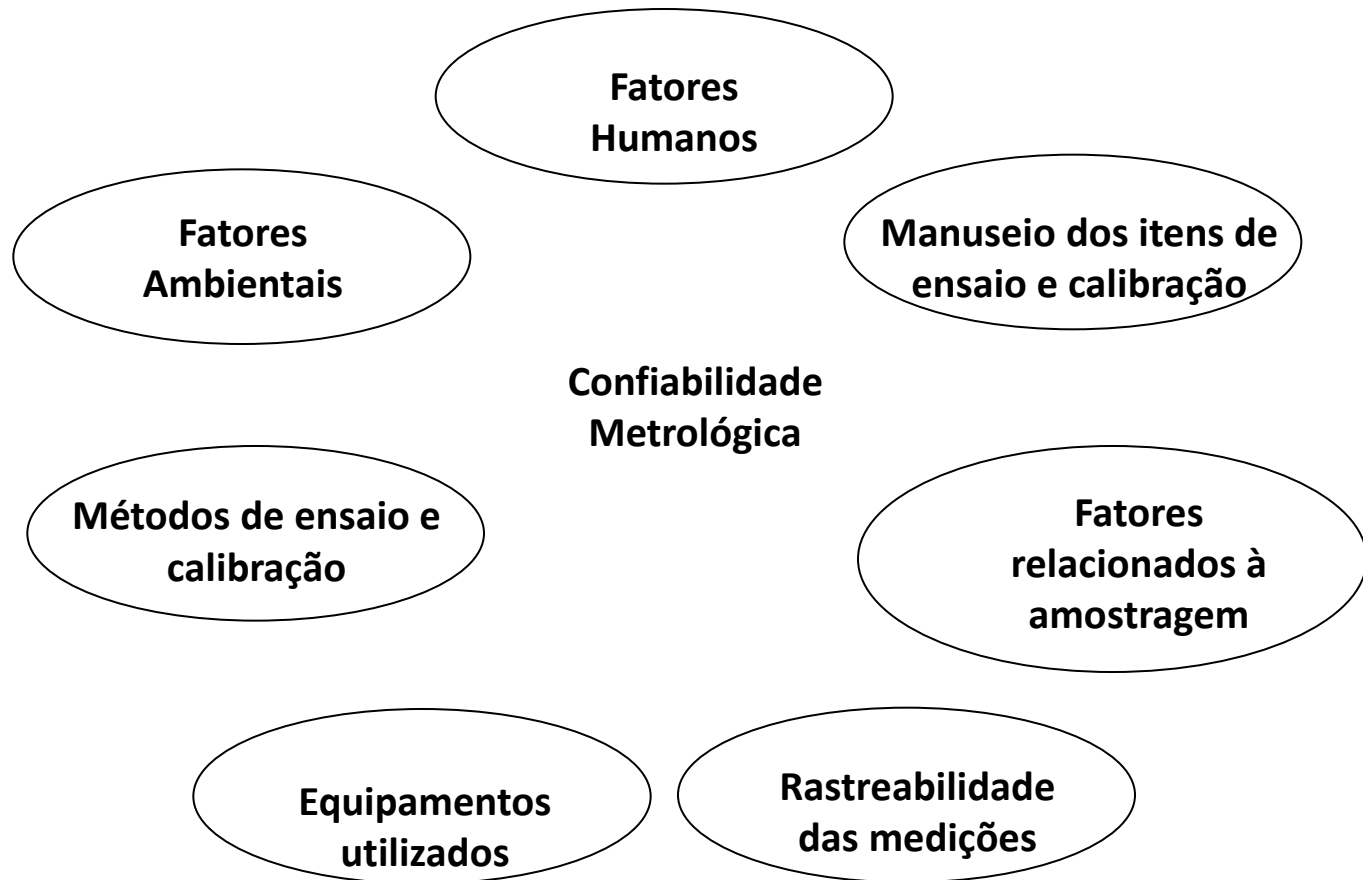 Fatores
Humanos
Fatores
Ambientais
Manuseio dos itens de
ensaio e calibração
Confiabilidade
Metrológica
Métodos de ensaio e
calibração
Fatores
relacionados à
amostragem
Equipamentos
utilizados
Rastreabilidade
das medições